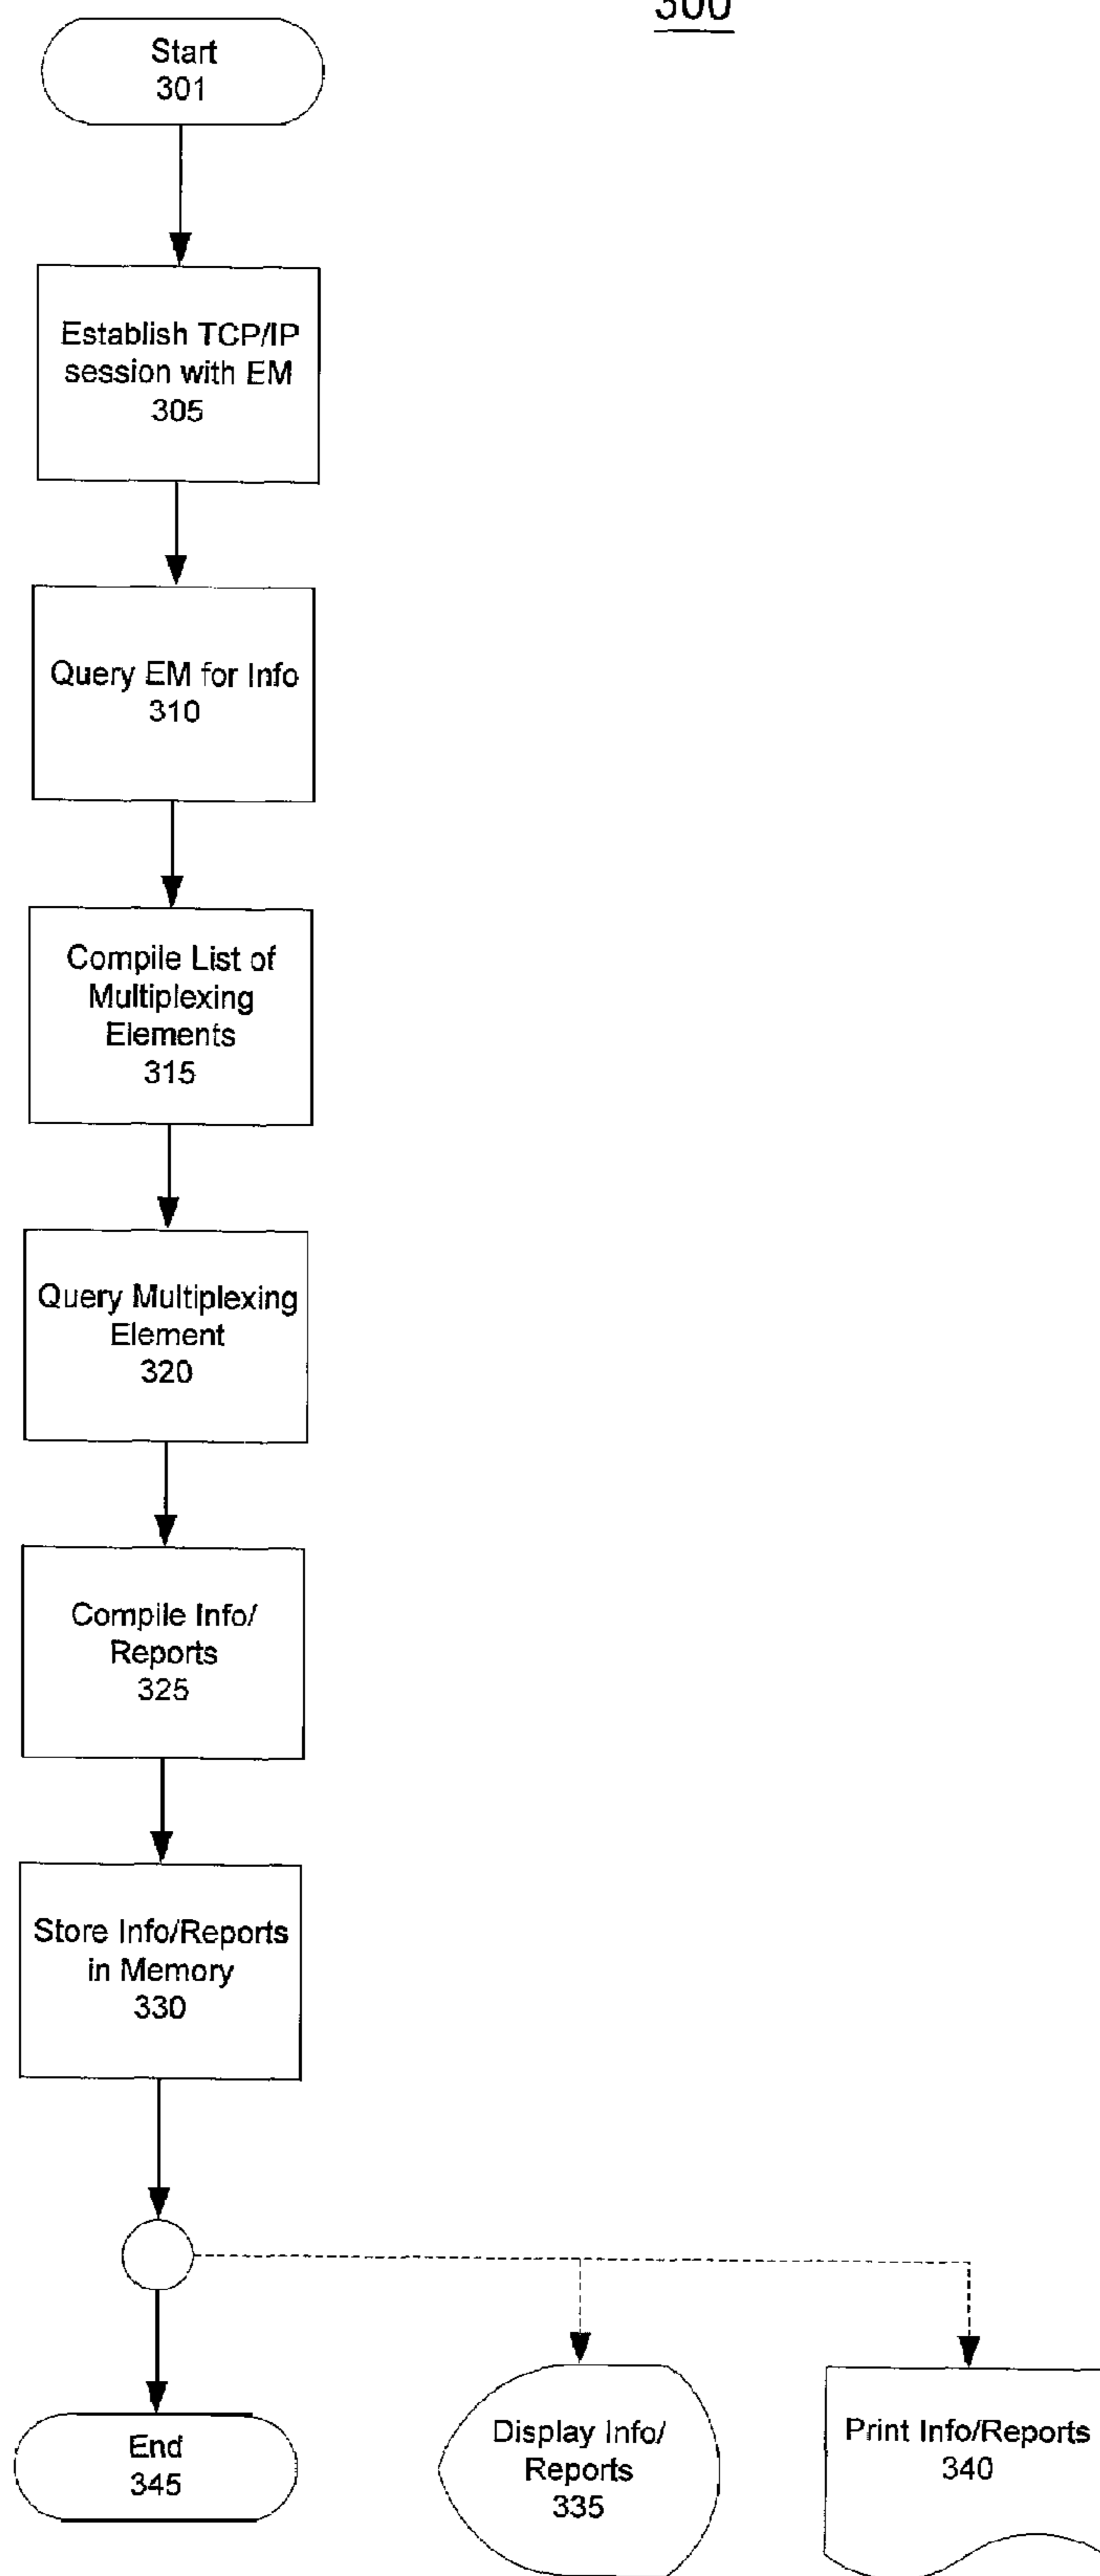 300
Start
301
Establish TCP/IP
session with EM
305
Query EM for Info
310
Compile List of
Multiplexing
Elements
315
Query Multiplexing
Element
320
Compile Info/
Reports
325
Store Info/Reports
in Memory
330
End
345
Display Info/
Reports
335
Print Info/Reports
340